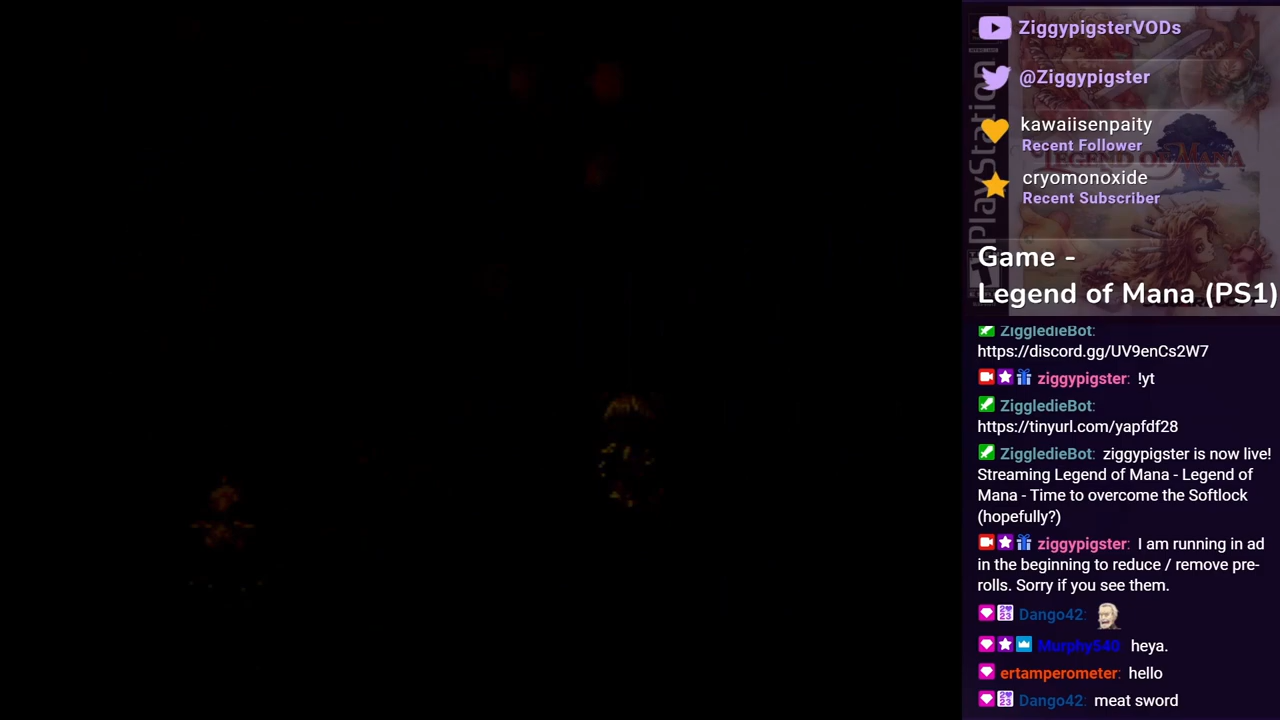 ZiggypigsterVODs
@Ziggypigster
kawaiisenpaity
Recent Follower
cryomonoxide
Recent Subscriber
PlayStation
LEGEND OF MANA
Game -
Legend of Mana (PS1)
ZiggledieBot:
https://discord.gg/UV9enCs2W7
ziggypigster: !yt
ZiggledieBot:
https://tinyurl.com/yapfdf28
ZiggledieBot: ziggypigster is now live!
Streaming Legend of Mana - Legend of
Mana - Time to overcome the Softlock
(hopefully?)
ziggypigster: I am running in ad
in the beginning to reduce / remove pre-
rolls. Sorry if you see them.
Dango42:
Murphy540 heya.
ertamperometer: hello
Dango42: meat sword